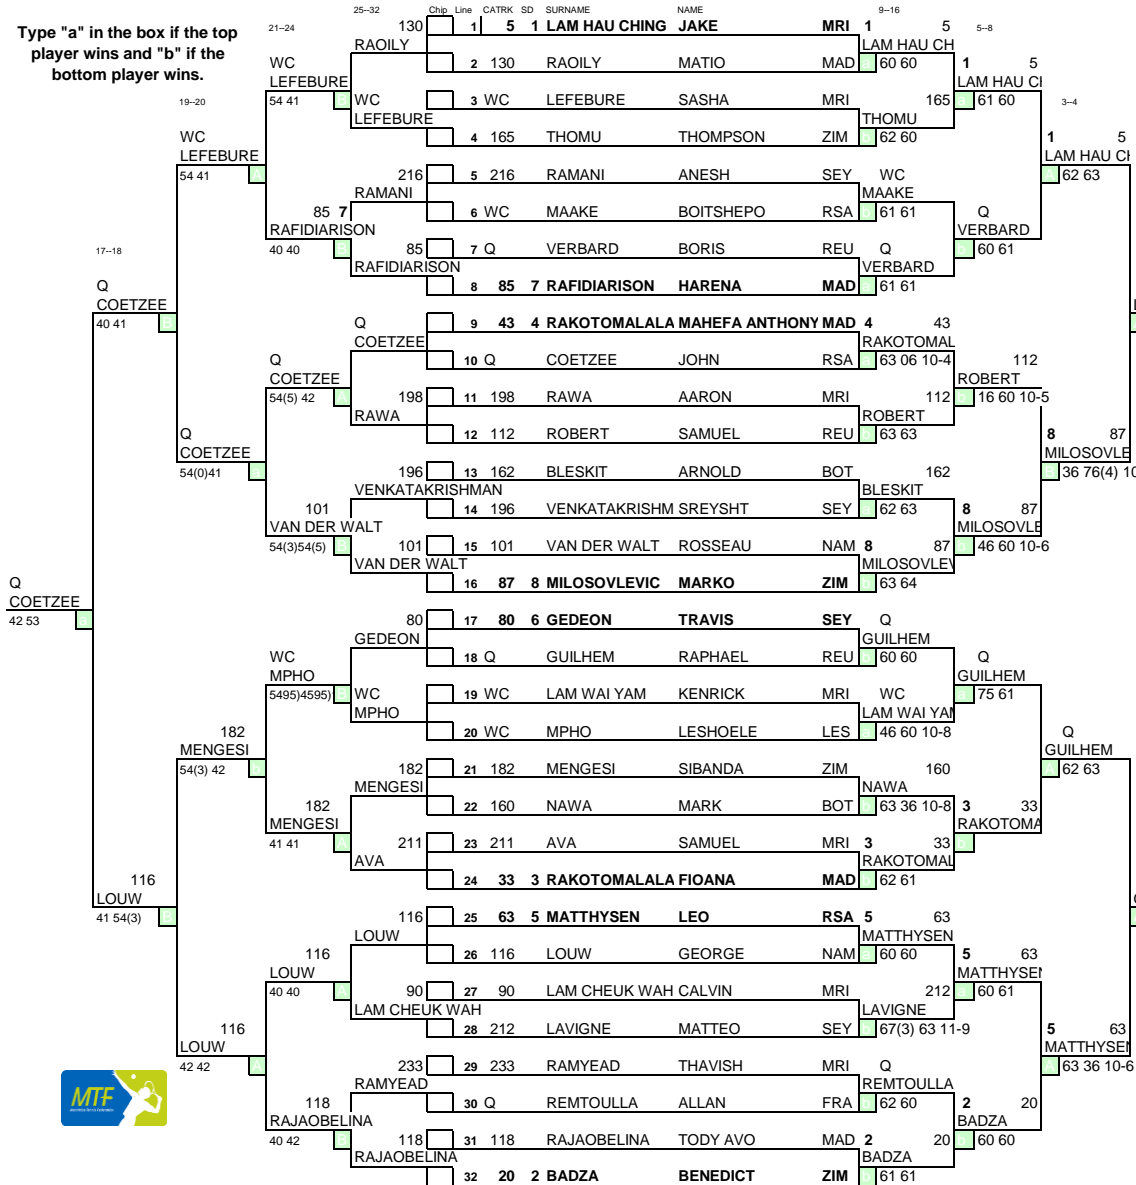 25--32 Chip Line CATRK SD SURNAME NAME 9--16
Type "a" in the box if the top
player wins and "b" if the
bottom player wins.
21--24 130 1 5 1 LAM HAU CHING JAKE MRI 1 5 5--8
RAOILY LAM HAU CH
WC 2 130 RAOILY MATIO MAD a 60 60 1 5
LEFEBURE LAM HAU CH
19--20 54 41 B WC 3 WC LEFEBURE SASHA MRI 165 a 61 60 3--4
LEFEBURE THOMU
WC 4 165 THOMU THOMPSON ZIM 62 60 1 5
LEFEBURE LAM HAU CH
54 41 A 216 5 216 RAMANI ANESH SEY WC A 62 63
RAMANI MAAKE
85 7 6 WC MAAKE BOITSHEPO RSA 61 61 Q
RAFIDIARISON VERBARD
17--18 40 40 B 85 7 Q VERBARD BORIS REU Q 60 61
RAFIDIARISON VERBARD
Q 8 85 7 RAFIDIARISON HARENA MAD 61 61
COETZEE
40 41 Q 9 43 4 RAKOTOMALALA MAHEFA ANTHONY MAD 4 43
COETZEE RAKOTOMAL
Q 10 Q COETZEE JOHN RSA 63 06 10-4 112
COETZEE ROBERT
54(5) 42 A 198 11 198 RAWA AARON MRI 112 16 60 10-5
RAWA ROBERT
Q 12 112 ROBERT SAMUEL REU 63 63 8 87
COETZEE MILOSOVLE
54(0)41 a 196 13 162 BLESKIT ARNOLD BOT 162 B 36 76(4) 10
VENKATAKRISHMAN BLESKIT
101 14 196 VENKATAKRISHM SREYSHT SEY 62 63 8 87
VAN DER WALT MILOSOVLE
54(3)54(5) B 101 15 101 VAN DER WALT ROSSEAU NAM 8 87 46 60 10-6
VAN DER WALT MILOSOVLEV
Q 16 87 8 MILOSOVLEVIC MARKO ZIM 63 64
COETZEE
42 53 a 80 17 80 6 GEDEON TRAVIS SEY Q
GEDEON GUILHEM
WC 18 Q GUILHEM RAPHAEL REU 60 60 Q
MPHO GUILHEM
5495)4595) B WC 19 WC LAM WAI YAM KENRICK MRI WC a 75 61
MPHO LAM WAI YAM
182 20 WC MPHO LESHOELE LES a 46 60 10-8 Q
MENGESI GUILHEM
54(3) 42 182 21 182 MENGESI SIBANDA ZIM 160 A 62 63
MENGESI NAWA
182 22 160 NAWA MARK BOT 63 36 10-8 3 33
MENGESI RAKOTOMA
41 41 A 211 23 211 AVA SAMUEL MRI 3 33 b
AVA RAKOTOMAL
116 24 33 3 RAKOTOMALALA FIOANA MAD 62 61
LOUW
41 54(3) B 116 25 63 5 MATTHYSEN LEO RSA 5 63
LOUW MATTHYSEN
116 26 116 LOUW GEORGE NAM a 60 60 5 63
LOUW MATTHYSEN
40 40 A 90 27 90 LAM CHEUK WAH CALVIN MRI 212 a 60 61
LAM CHEUK WAH LAVIGNE
116 28 212 LAVIGNE MATTEO SEY b 67(3) 63 11-9 5 63
LOUW MATTHYSEN
42 42 A 233 29 233 RAMYEAD THAVISH MRI Q A 63 36 10-6
RAMYEAD REMTOULLA
118 30 Q REMTOULLA ALLAN FRA 62 60 2 20
RAJAOBELINA BADZA
40 42 B 118 31 118 RAJAOBELINA TODY AVO MAD 2 20 b 60 60
RAJAOBELINA BADZA
32 20 2 BADZA BENEDICT ZIM 61 61
MTF